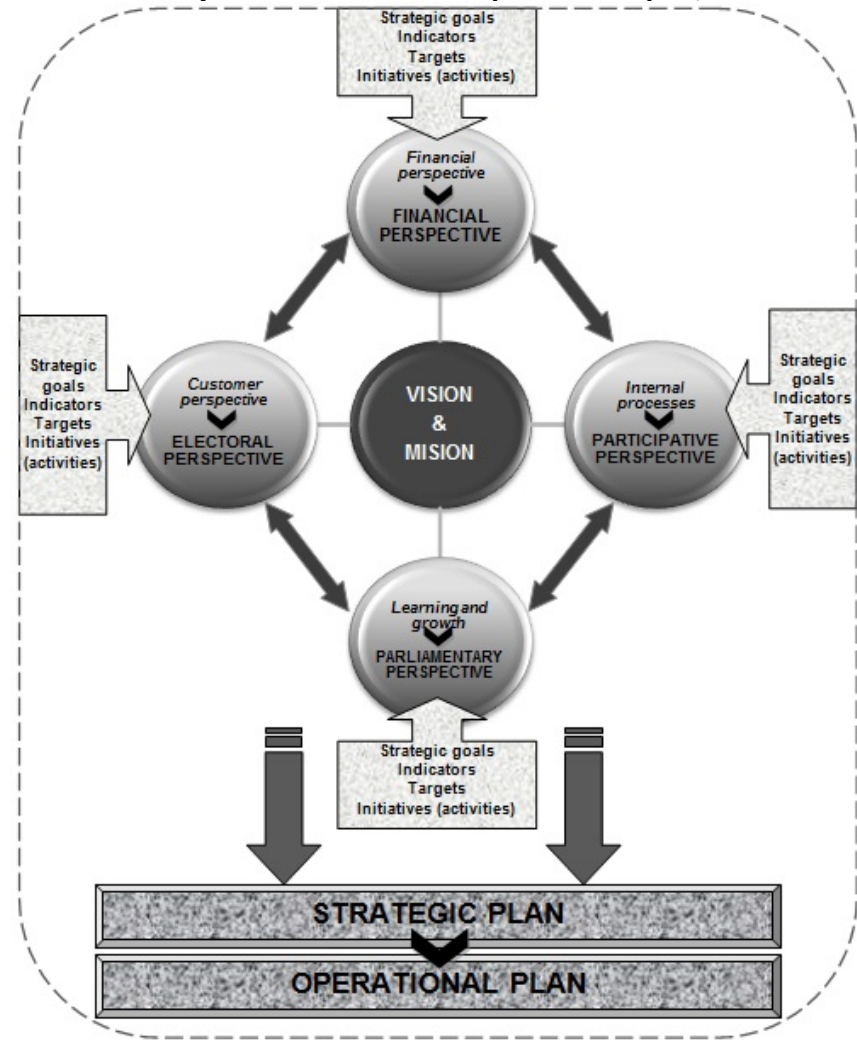 Strategic goals
Indicators
Targets
Initiatives (activities)
Financial
perspective
FINANCIAL
PERSPECTIVE
Strategic
goals
Indicators
Targets
Initiatives
(activities)
Customer
perspective
ELECTORAL
PERSPECTIVE
VISION
&
MISION
Internal
processes
PARTICIPATIVE
PERSPECTIVE
Strategic
goals
Indicators
Targets
Initiatives
(activities)
Learning and
growth
PARLIAMENTARY
PERSPECTIVE
Strategic goals
Indicators
Targets
Initiatives (activities)
STRATEGIC PLAN
OPERATIONAL PLAN